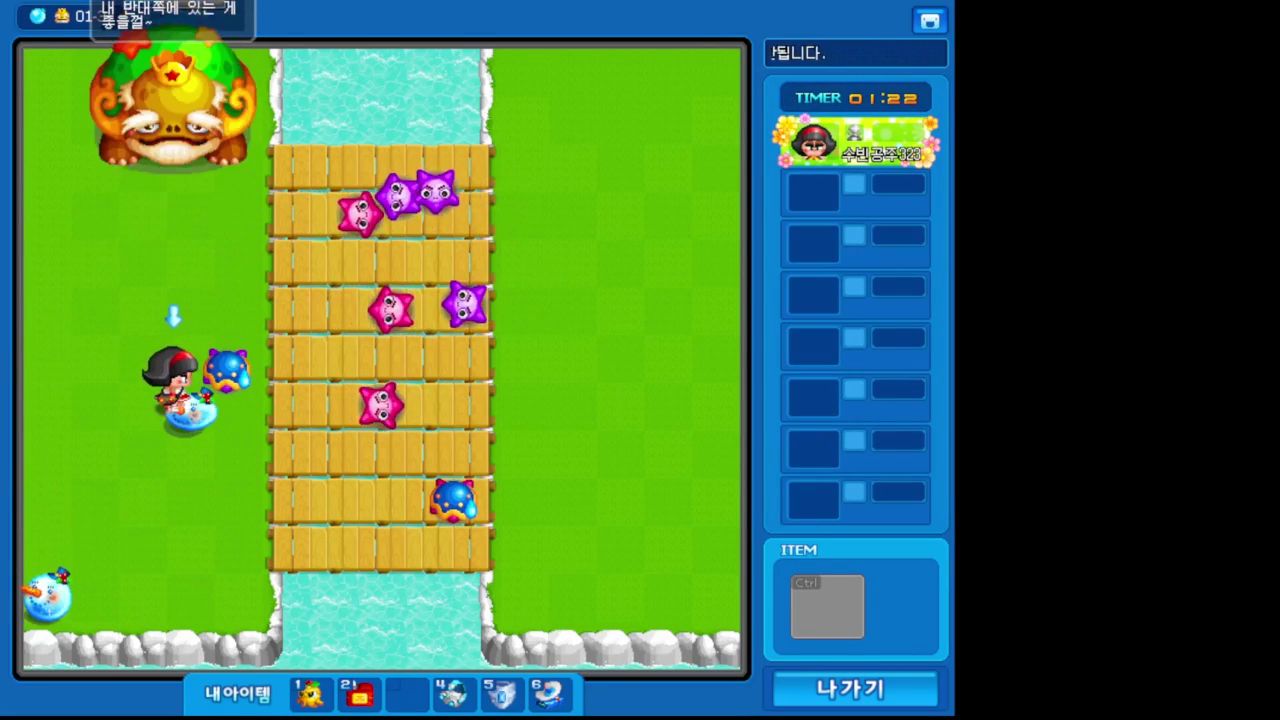 내 반대쪽에 있는 게
좋을걸~
01-
됩니다.
TIMER 01:22
수빈공주323
ITEM
Ctrl
내아이템
1
2
4
5
6
나가기